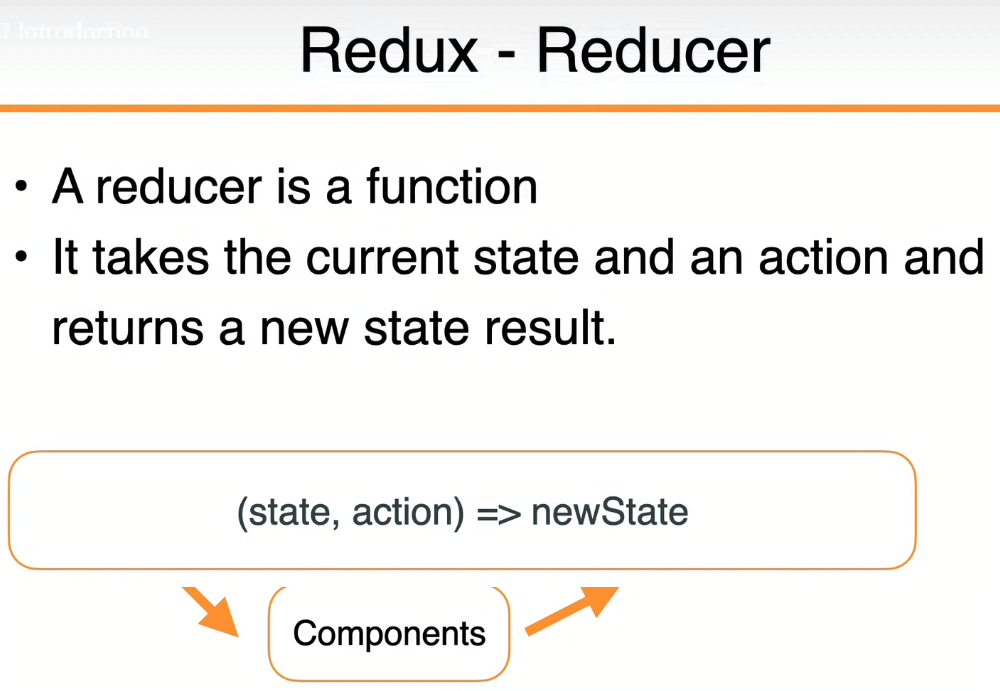 Redux - Reducer
• A reducer is a function
• It takes the current state and an action and
returns a new state result.
(state, action) => newState
Components